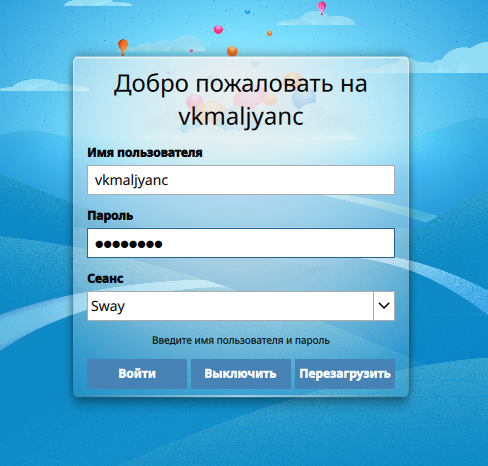 Добро пожаловать на
vkmaljyanc
Имя пользователя
vkmaljyanc
Пароль
●●●●●●●●
Сеанс
Sway
Введите имя пользователя и пароль
Войти Выключить Перезагрузить